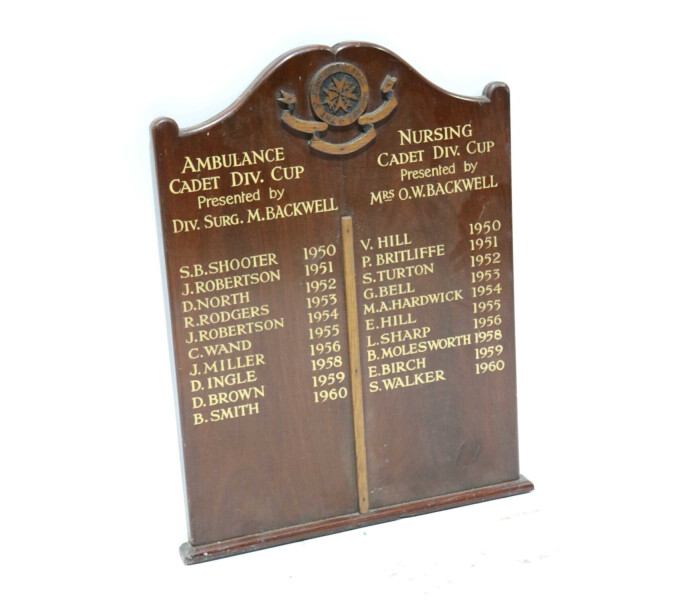 AMBULANCE
CADET DIV. CUP
Presented by
DIV. SURG. M. BACKWELL
S.B. SHOOTER 1950
J. ROBERTSON 1951
D. NORTH 1952
R. RODGERS 1953
J. ROBERTSON 1954
C. WAND 1955
J. MILLER 1956
D. INGLE 1958
D. BROWN 1959
B. SMITH 1960
NURSING
CADET DIV. CUP
Presented by
MRS O.W. BACKWELL
V. HILL 1950
P. BRITLIFFE 1951
S. TURTON 1952
G. BELL 1953
M.A. HARDWICK 1954
E. HILL 1955
L. SHARP 1956
B. MOLESWORTH 1958
E. BIRCH 1959
S. WALKER 1960